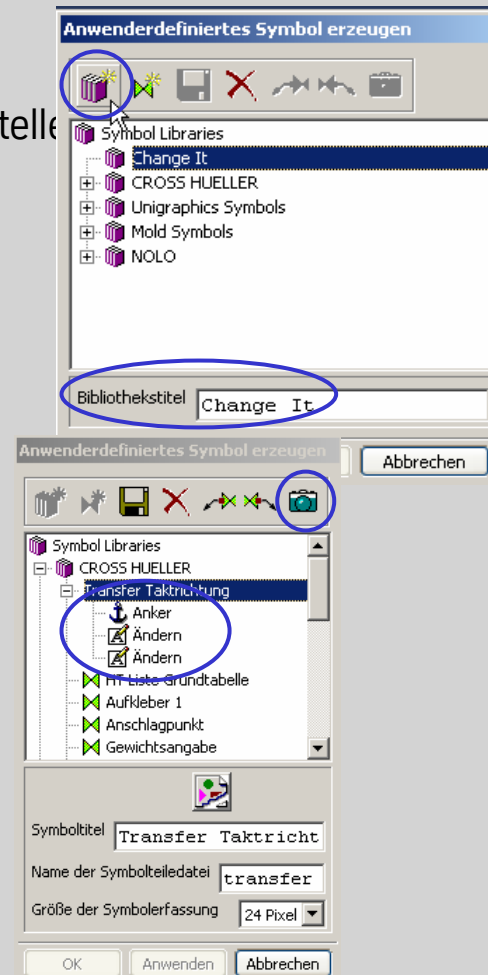 Anwenderdefiniertes Symbol erzeugen
Symbol Libraries
Change It
CROSS HUELLER
Unigraphics Symbols
Mold Symbols
NOLO
Bibliothekstitel Change It
Abbrechen
Anwenderdefiniertes Symbol erzeugen
Symbol Libraries
CROSS HUELLER
Transfer Taktrichtung
Anker
Ändern
Ändern
HT Liste Grundtabelle
Aufkleber 1
Anschlagpunkt
Gewichtsangabe
Symboltitel Transfer Taktricht
Name der Symbolteiledatei transfer
Größe der Symbolerfassung 24 Pixel
OK Anwenden Abbrechen